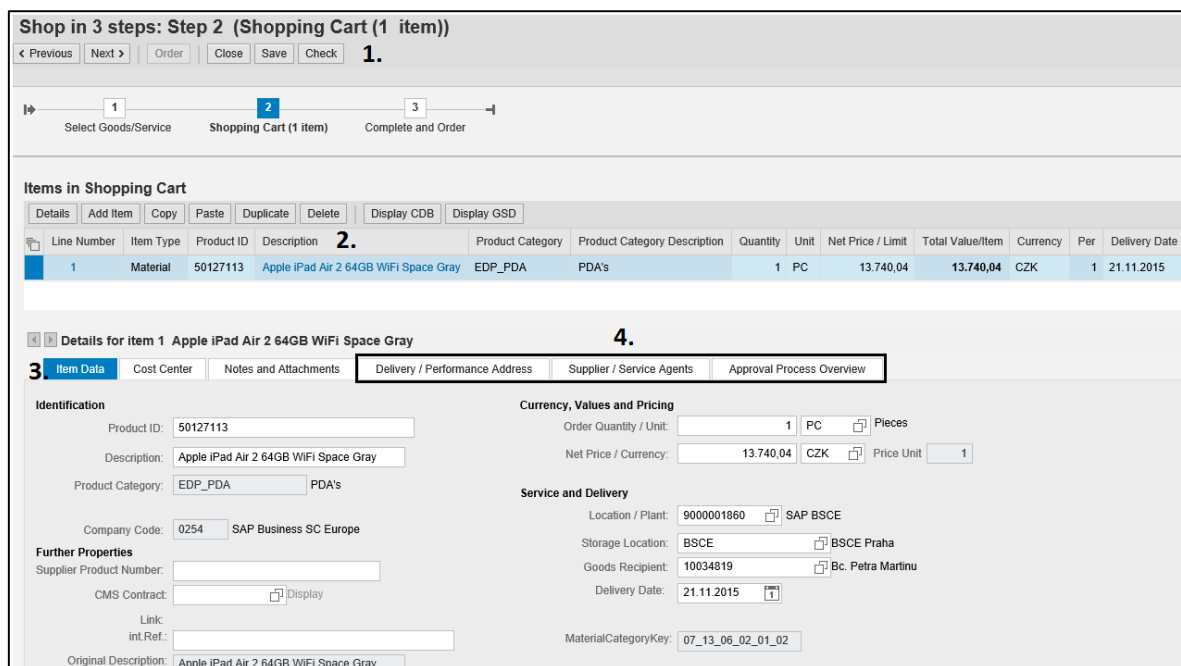 Shop in 3 steps: Step 2 (Shopping Cart (1 item))
< Previous Next > Order Close Save Check 1.
1 2 3
Select Goods/Service Shopping Cart (1 item) Complete and Order
Items in Shopping Cart
Details Add Item Copy Paste Duplicate Delete Display CDB Display GSD
Line Number Item Type Product ID Description 2. Product Category Product Category Description Quantity Unit Net Price / Limit Total Value/Item Currency Per Delivery Date
1 Material 50127113 Apple iPad Air 2 64GB WiFi Space Gray EDP_PDA PDA's 1 PC 13.740,04 13.740,04 CZK 1 21.11.2015
Details for item 1 Apple iPad Air 2 64GB WiFi Space Gray 4.
3. Item Data Cost Center Notes and Attachments Delivery / Performance Address Supplier / Service Agents Approval Process Overview
Identification
Product ID: 50127113
Description: Apple iPad Air 2 64GB WiFi Space Gray
Product Category: EDP_PDA PDA's
Company Code: 0254 SAP Business SC Europe
Further Properties
Supplier Product Number:
CMS Contract: Display
Link:
int.Ref.:
Original Description: Apple iPad Air 2 64GB WiFi Space Gray
Currency, Values and Pricing
Order Quantity / Unit: 1 PC Pieces
Net Price / Currency: 13.740,04 CZK Price Unit 1
Service and Delivery
Location / Plant: 9000001860 SAP BSCE
Storage Location: BSCE BSCE Praha
Goods Recipient: 10034819 Bc. Petra Martinu
Delivery Date: 21.11.2015 1
MaterialCategoryKey: 07_13_06_02_01_02